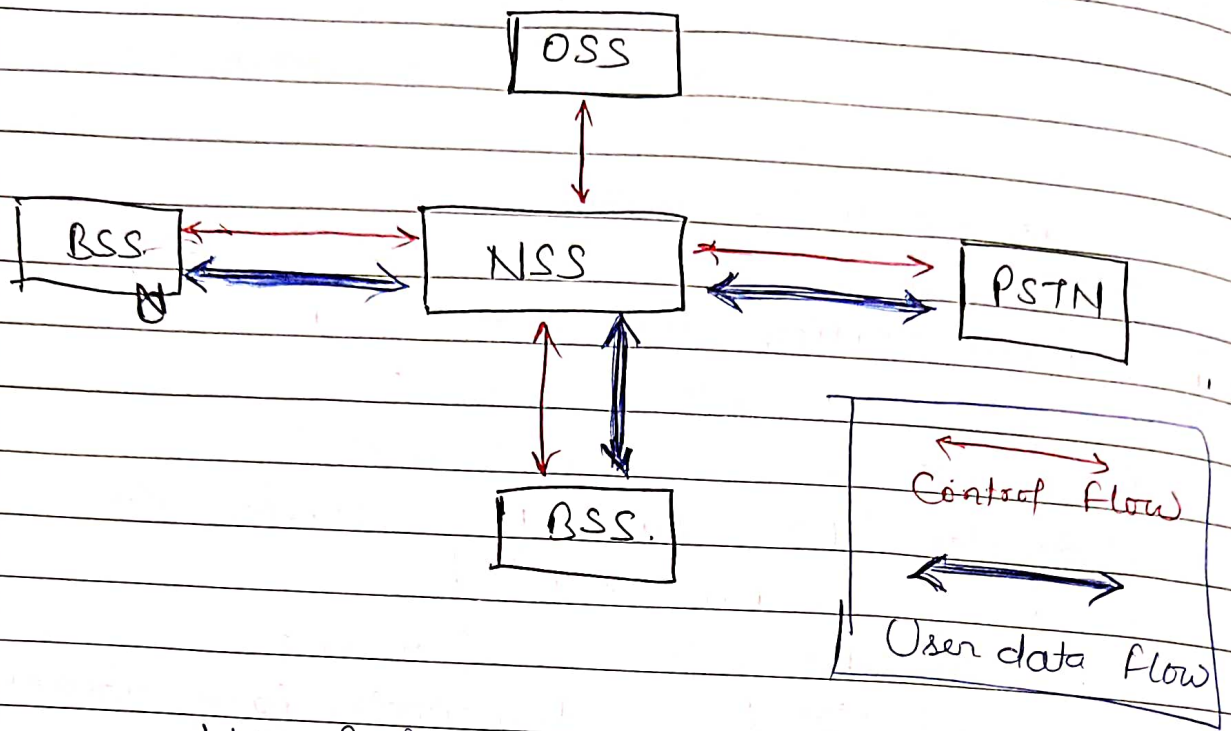 OSS
BSS.
NSS
PSTN
BSS.
Control flow
User data flow